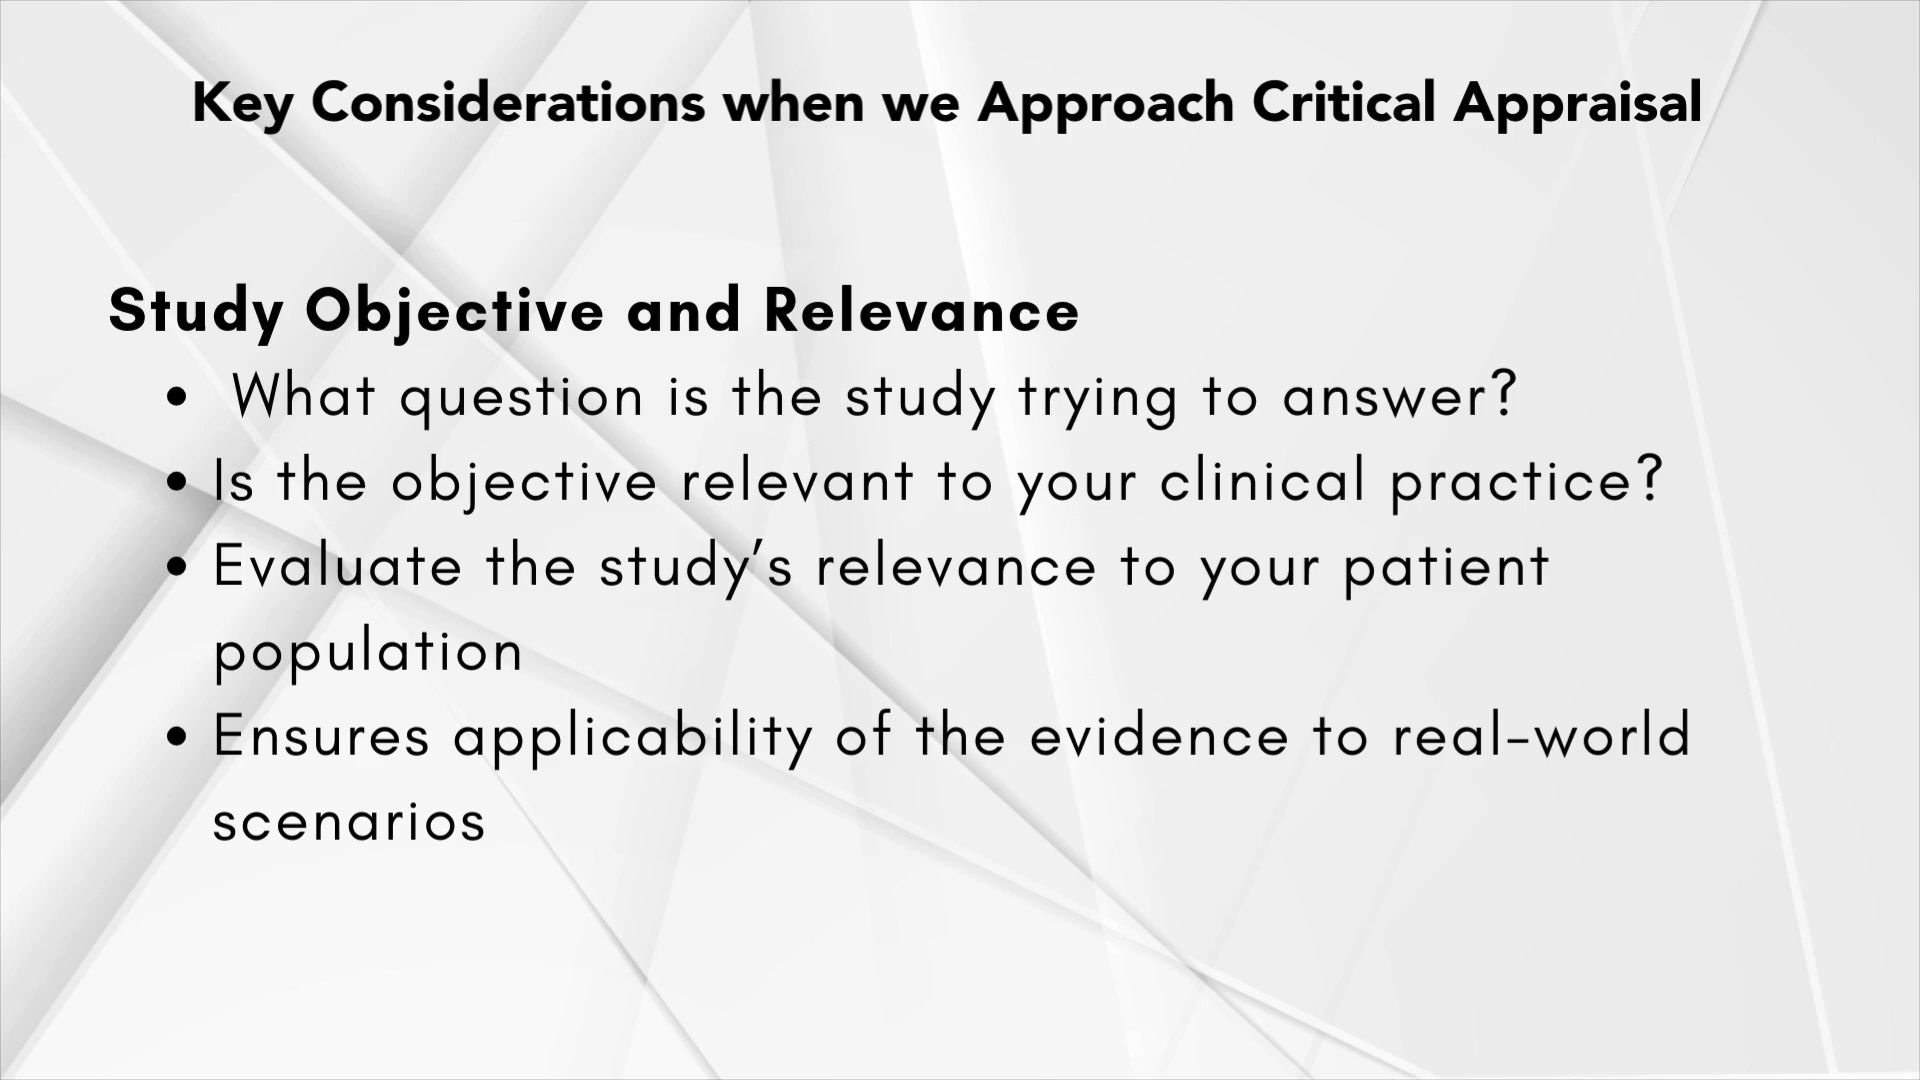 Key Considerations when we Approach Critical Appraisal
Study Objective and Relevance
• What question is the study trying to answer?
• Is the objective relevant to your clinical practice?
• Evaluate the study's relevance to your patient
population
• Ensures applicability of the evidence to real-world
scenarios